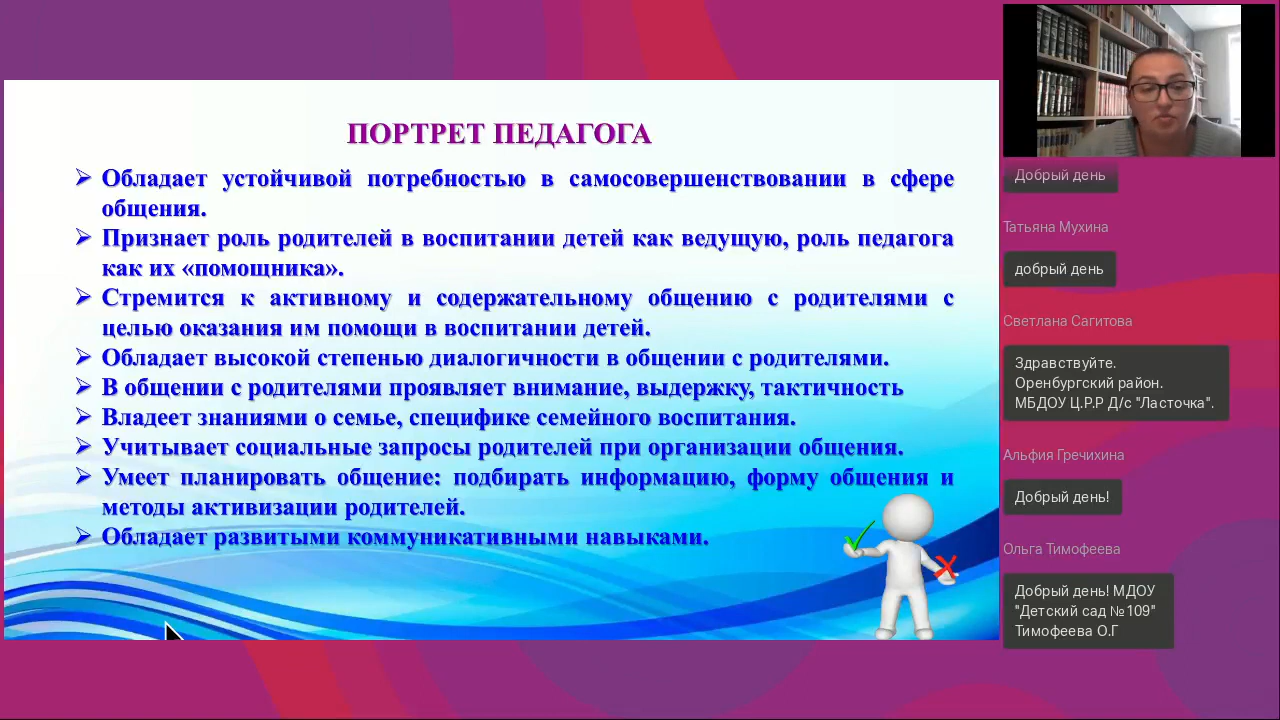 ПОРТРЕТ ПЕДАГОГА
Обладает устойчивой потребностью в самосовершенствовании в сфере
общения.
Признает роль родителей в воспитании детей как ведущую, роль педагога
как их «помощника».
Стремится к активному и содержательному общению с родителями с
целью оказания им помощи в воспитании детей.
Обладает высокой степенью диалогичности в общении с родителями.
В общении с родителями проявляет внимание, выдержку, тактичность
Владеет знаниями о семье, специфике семейного воспитания.
Учитывает социальные запросы родителей при организации общения.
Умеет планировать общение: подбирать информацию, форму общения и
методы активизации родителей.
Обладает развитыми коммуникативными навыками.
Добрый день
Татьяна Мухина
добрый день
Светлана Сагитова
Здравствуйте.
Оренбургский район.
МБДОУ Ц.Р.Р Д/с "Ласточка".
Альфия Гречихина
Добрый день!
Ольга Тимофеева
Добрый день! МДОУ
"Детский сад №109"
Тимофеева О.Г